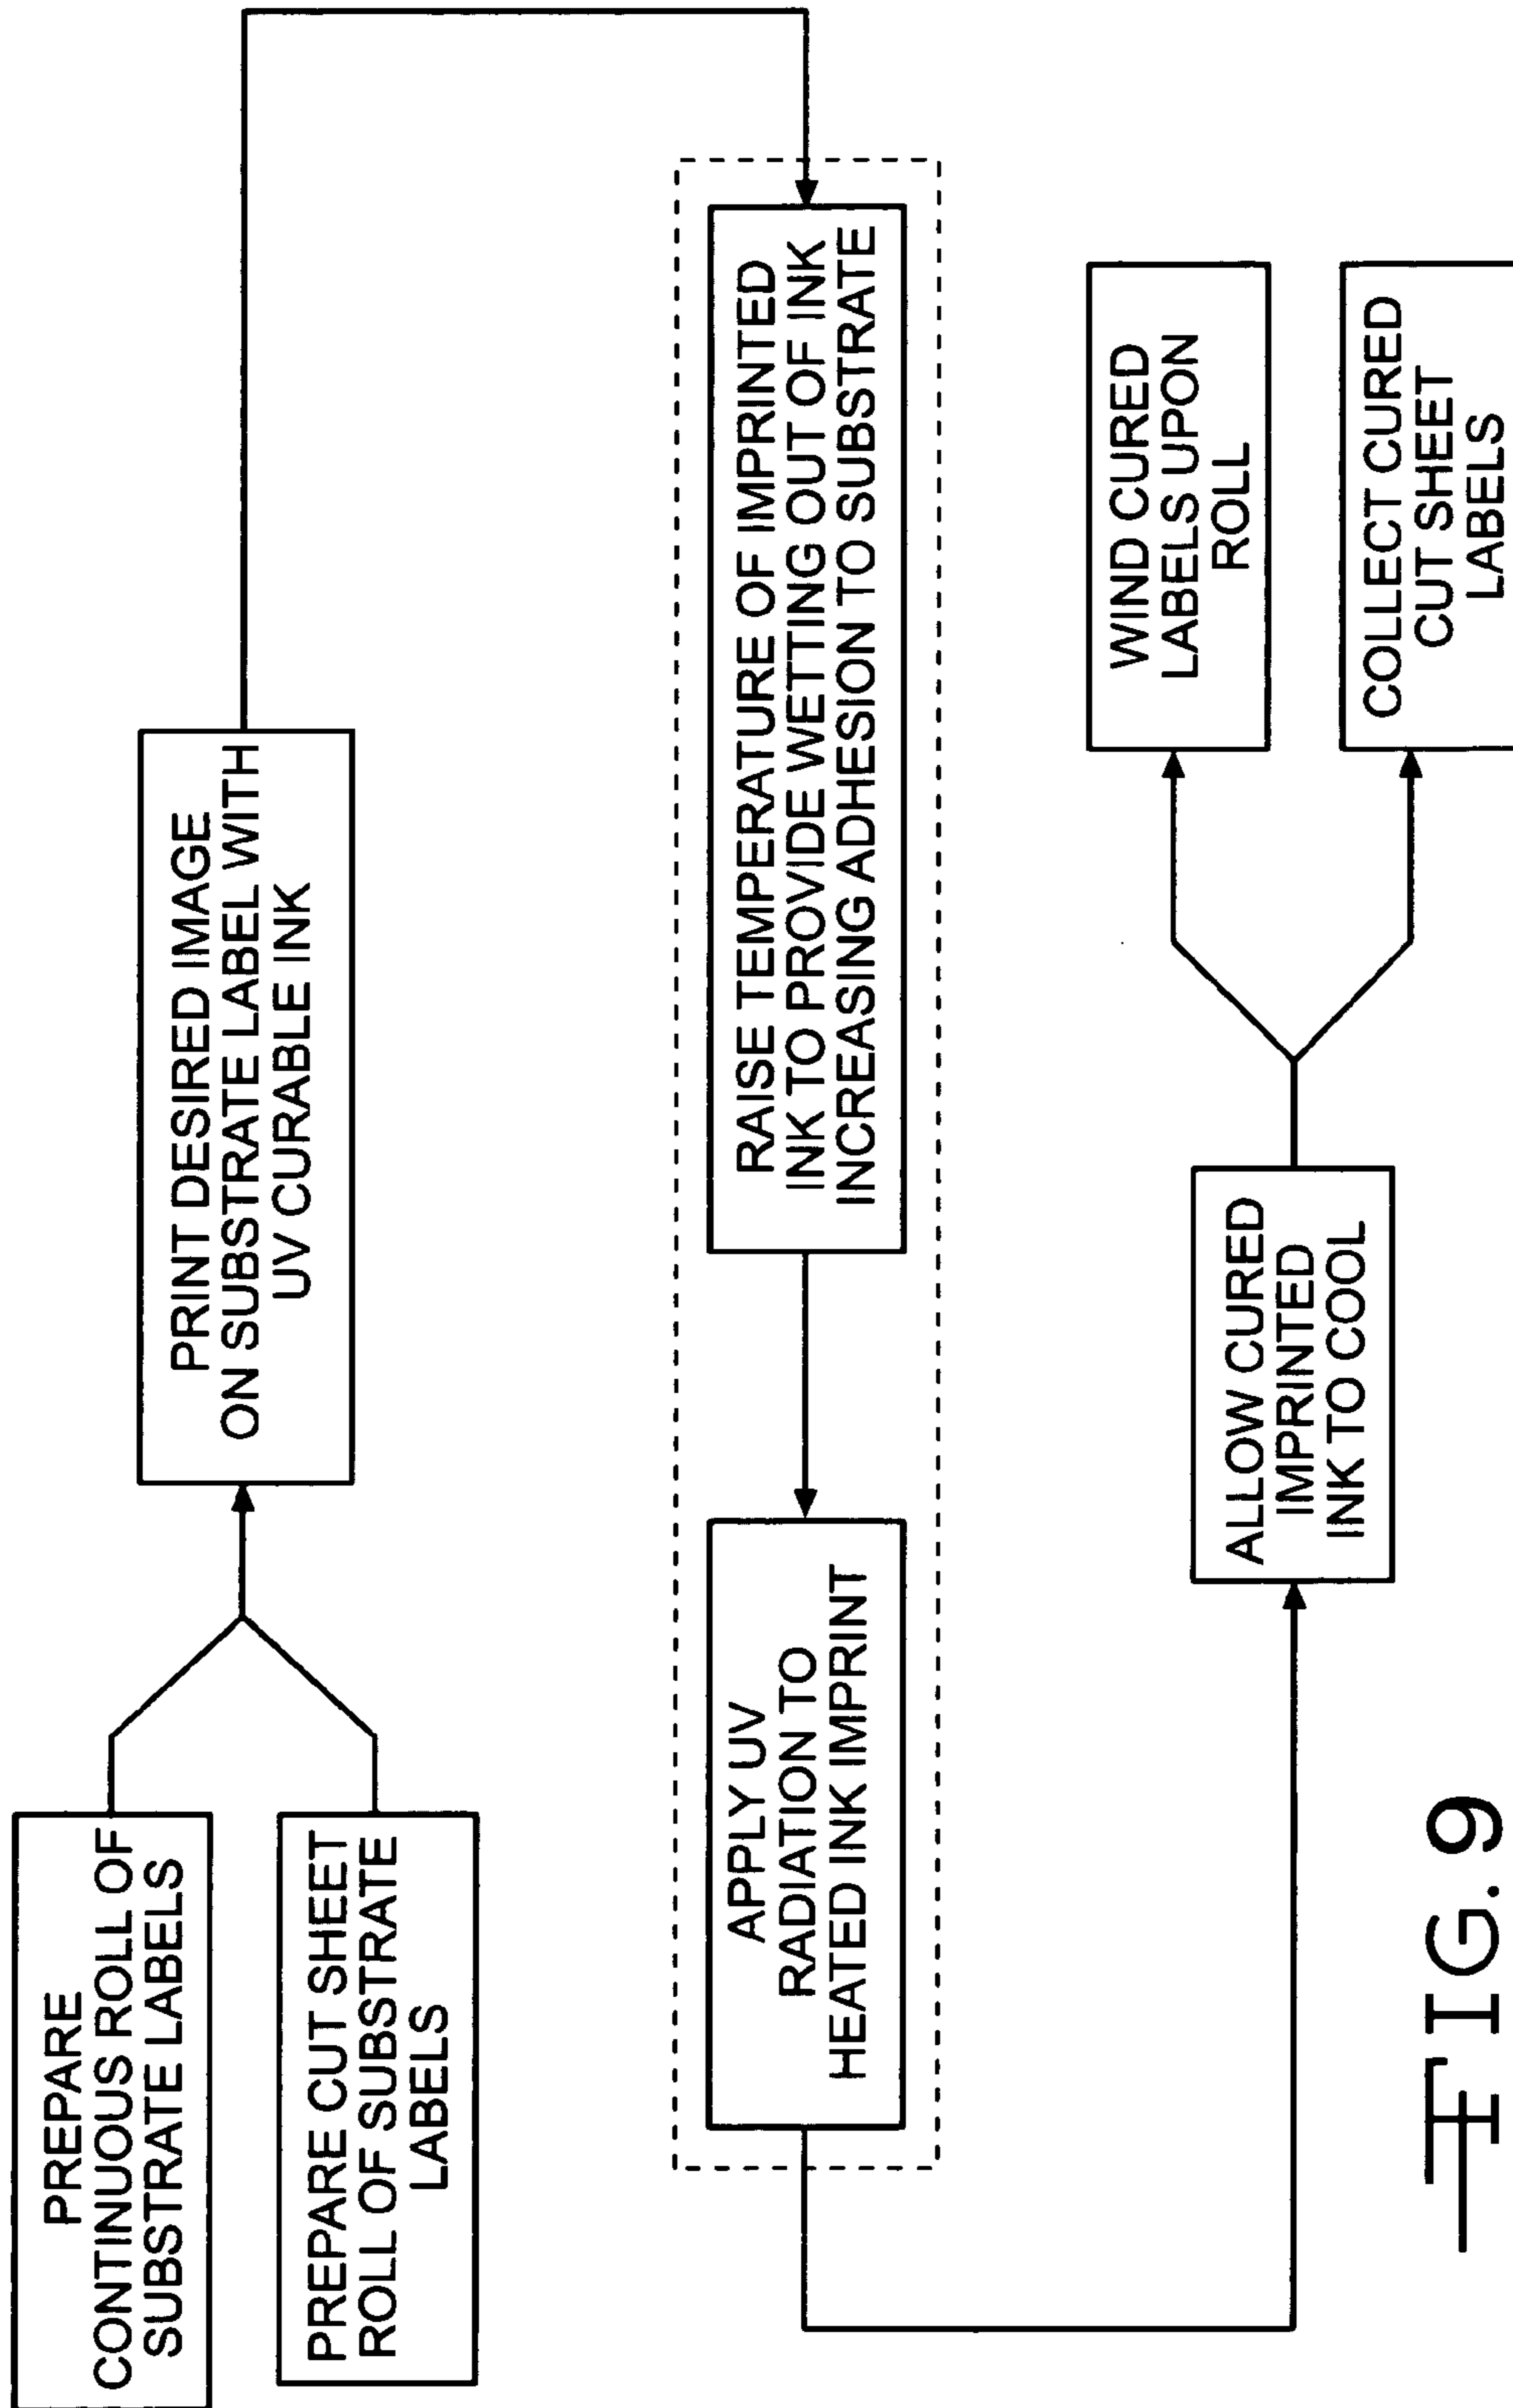 PREPARE
CONTINUOUS ROLL OF
SUBSTRATE LABELS
PREPARE CUT SHEET
ROLL OF SUBSTRATE
LABELS
PRINT DESIRED IMAGE
ON SUBSTRATE LABEL WITH
UV CURABLE INK
RAISE TEMPERATURE OF IMPRINTED
INK TO PROVIDE WETTING OUT OF INK
INCREASING ADHESION TO SUBSTRATE
APPLY UV
RADIATION TO
HEATED INK IMPRINT
ALLOW CURED
IMPRINTED
INK TO COOL
WIND CURED
LABELS UPON
ROLL
COLLECT CURED
CUT SHEET
LABELS
FIG. 9